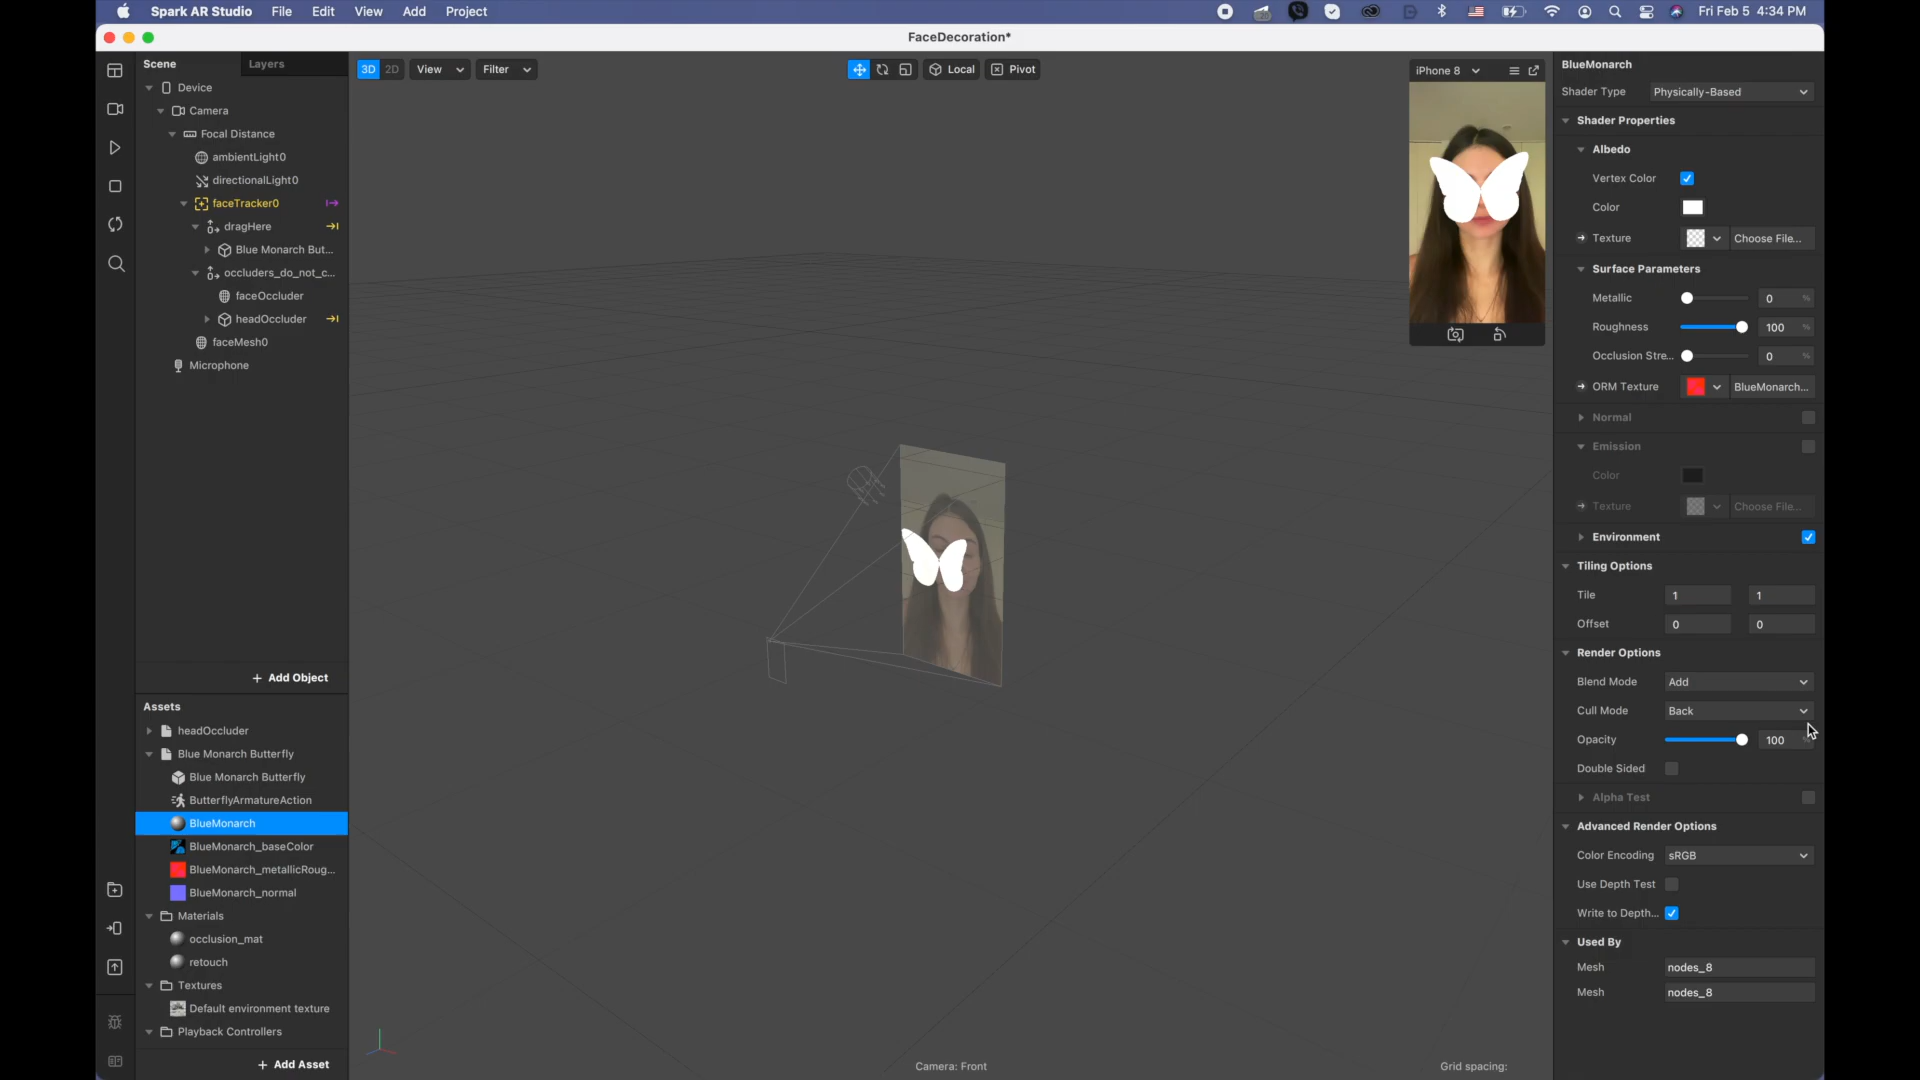 Spark AR Studio File Edit View Add Project
Fri Feb 5 4:34 PM
FaceDecoration*
Scene Layers
Device
Camera
Focal Distance
ambientLight0
directionalLight0
faceTracker0
dragHere
Blue Monarch But...
occluders_do_not_c...
faceOccluder
headOccluder
faceMesh0
Microphone
+ Add Object
Assets
headOccluder
Blue Monarch Butterfly
Blue Monarch Butterfly
ButterflyArmatureAction
BlueMonarch
BlueMonarch_baseColor
BlueMonarch_metallicRoug...
BlueMonarch_normal
Materials
occlusion_mat
retouch
Textures
Default environment texture
Playback Controllers
+ Add Asset
3D 2D View Filter
Local Pivot
iPhone 8
Camera: Front
Grid spacing:
BlueMonarch
Shader Type Physically-Based
Shader Properties
Albedo
Vertex Color
Color
Texture Choose File...
Surface Parameters
Metallic 0 %
Roughness 100 %
Occlusion Stre... 0 %
ORM Texture BlueMonarch...
Normal
Emission
Color
Texture Choose File...
Environment
Tiling Options
Tile 1 1
Offset 0 0
Render Options
Blend Mode Add
Cull Mode Back
Opacity 100 %
Double Sided
Alpha Test
Advanced Render Options
Color Encoding sRGB
Use Depth Test
Write to Depth...
Used By
Mesh nodes_8
Mesh nodes_8